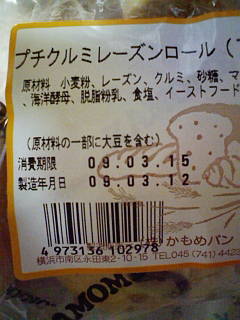 プチクルミレーズンロール（
原材料 小麦粉、レーズン、クルミ、砂糖、マ
、海洋酵母、脱脂粉乳、食塩、イーストフード
（原材料の一部に大豆を含む）
消費期限 09.03.15
製造年月日 09.03.12
4 973136 102978
かもめパン
横浜市南区永田東2-10-15 TEL.045(741)4423